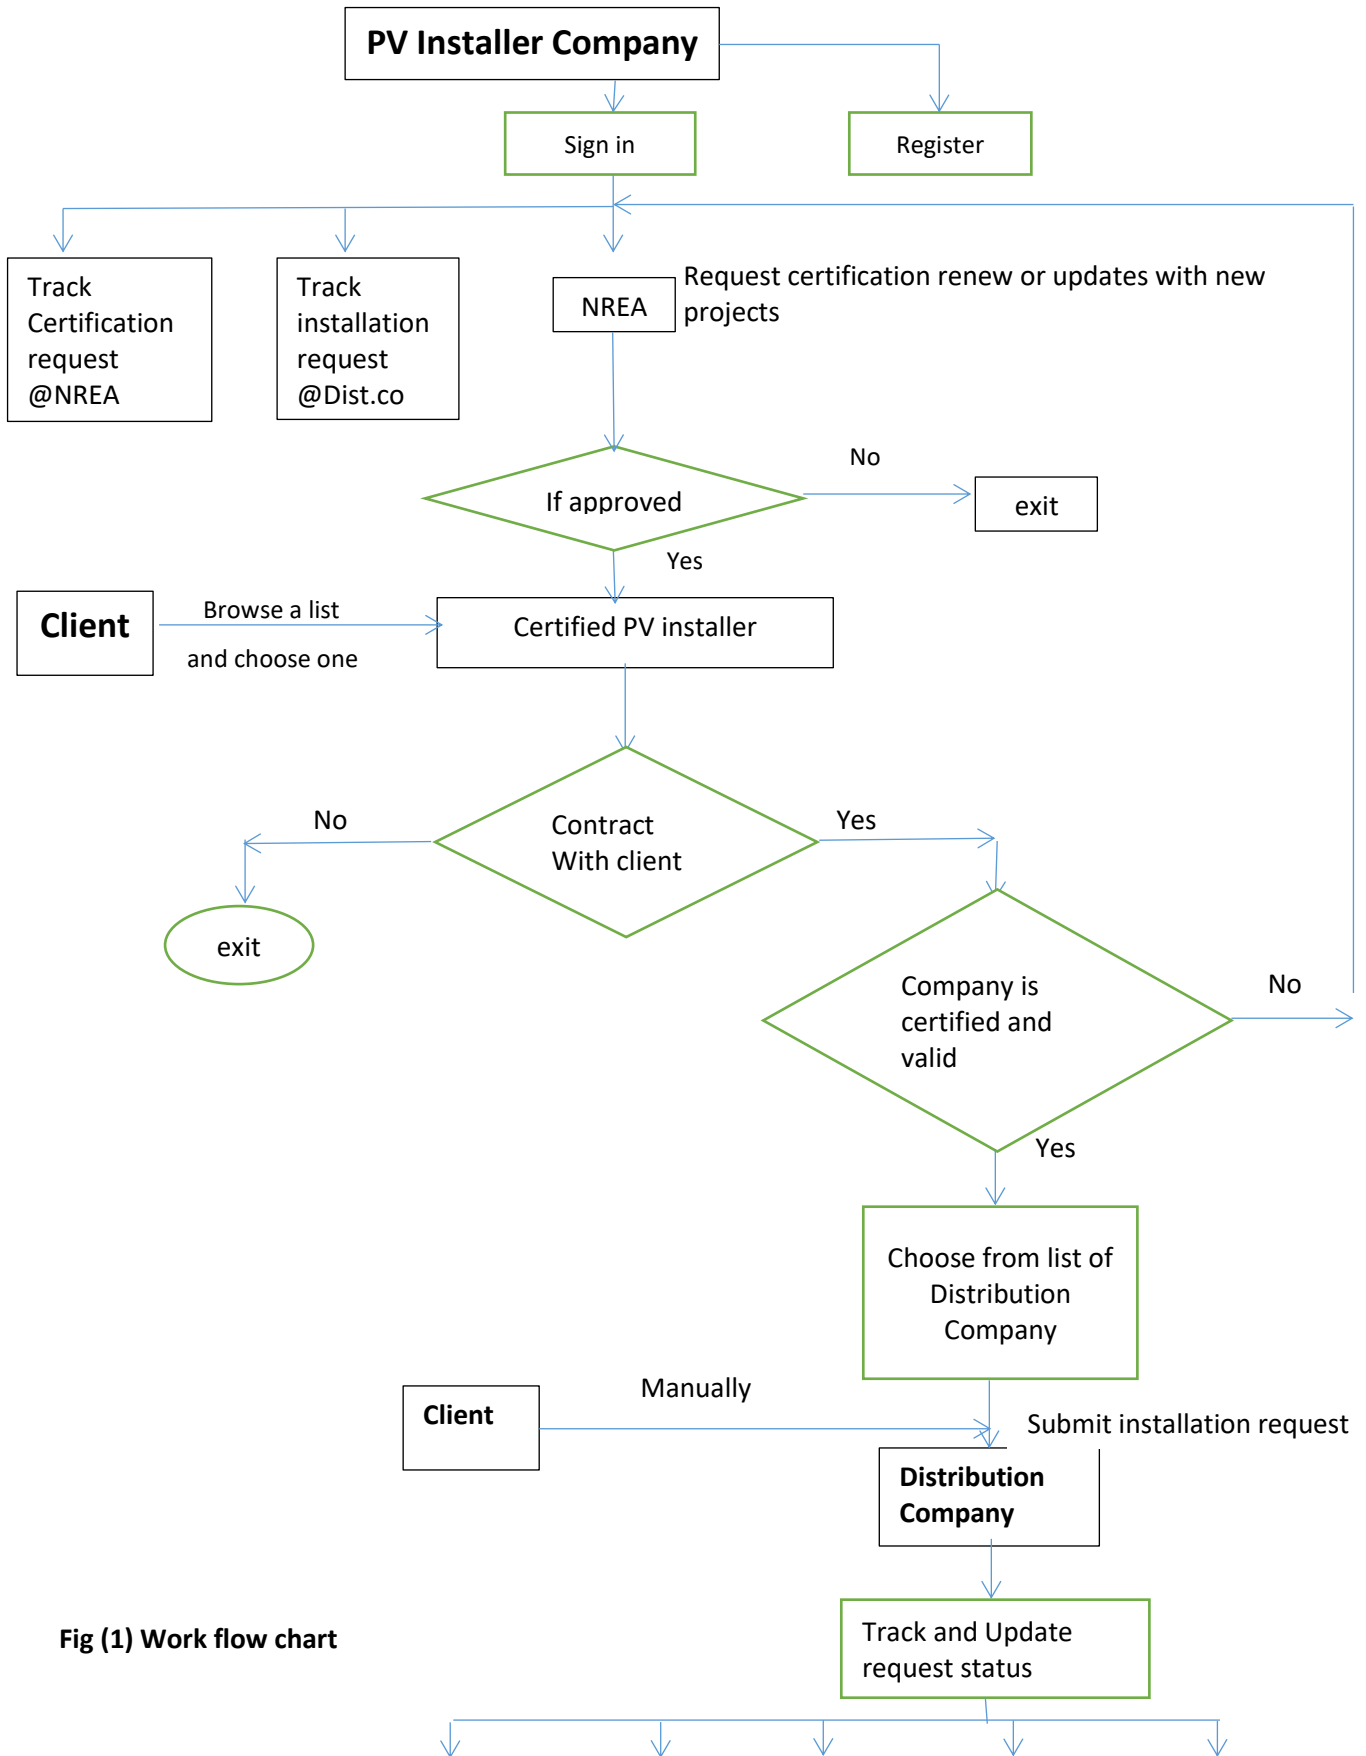 PV Installer Company
Sign in
Register
Track
Certification
request
@NREA
Track
installation
request
@Dist.co
NREA
Request certification renew or updates with new
projects
If approved
No
exit
Yes
Client
Browse a list
and choose one
Certified PV installer
No
Contract
With client
Yes
exit
Company is
certified and
valid
No
Yes
Choose from list of
Distribution
Company
Client
Manually
Submit installation request
Distribution
Company
Track and Update
request status
Fig (1) Work flow chart